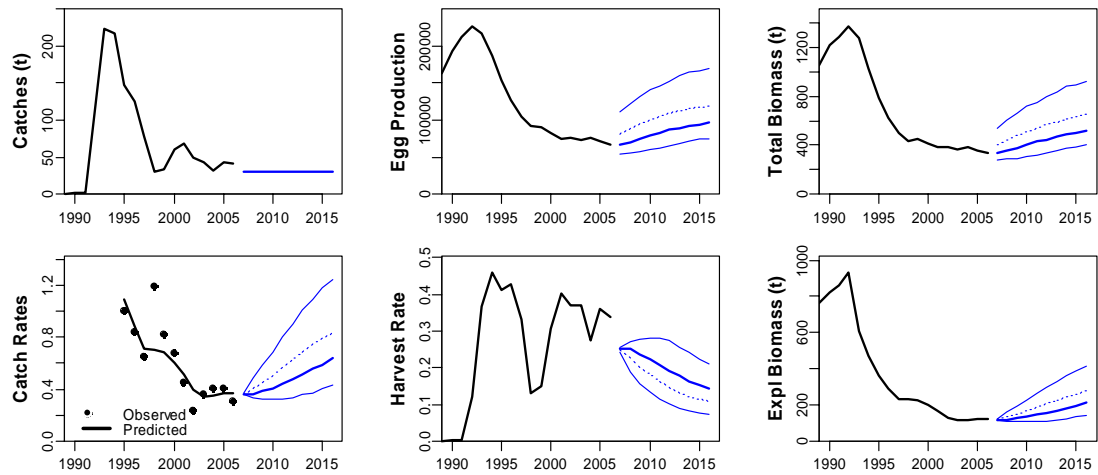 Catches (t)
0 50 100 200
1990 1995 2000 2005 2010 2015
Egg Production
0 100000 200000
1990 1995 2000 2005 2010 2015
Total Biomass (t)
0 400 800 1200
1990 1995 2000 2005 2010 2015
Catch Rates
0.0 0.4 0.8 1.2
Observed
Predicted
1990 1995 2000 2005 2010 2015
Harvest Rate
0.0 0.1 0.2 0.3 0.4 0.5
1990 1995 2000 2005 2010 2015
Expl Biomass (t)
0 200 600 1000
1990 1995 2000 2005 2010 2015